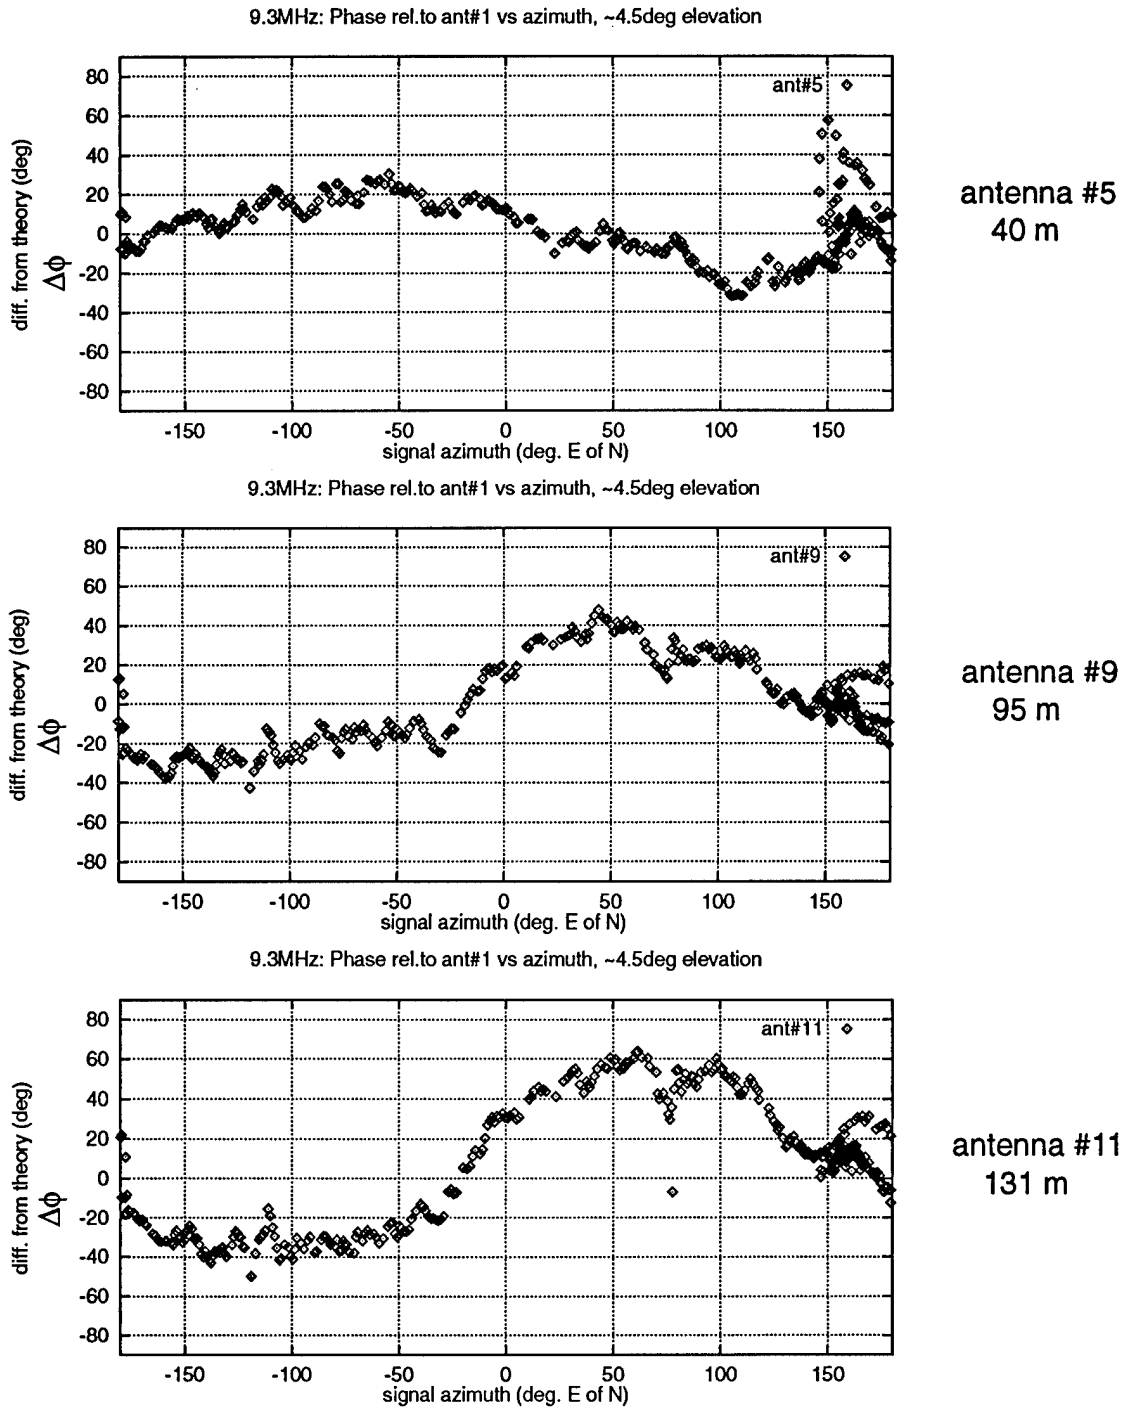 9.3MHz: Phase rel.to ant#1 vs azimuth, ~4.5deg elevation
80
60
40
20
0
-20
-40
-60
-80
diff. from theory (deg)
Δϕ
ant#5
-150 -100 -50 0 50 100 150
signal azimuth (deg. E of N)
antenna #5
40 m
9.3MHz: Phase rel.to ant#1 vs azimuth, ~4.5deg elevation
80
60
40
20
0
-20
-40
-60
-80
diff. from theory (deg)
Δϕ
ant#9
-150 -100 -50 0 50 100 150
signal azimuth (deg. E of N)
antenna #9
95 m
9.3MHz: Phase rel.to ant#1 vs azimuth, ~4.5deg elevation
80
60
40
20
0
-20
-40
-60
-80
diff. from theory (deg)
Δϕ
ant#11
-150 -100 -50 0 50 100 150
signal azimuth (deg. E of N)
antenna #11
131 m